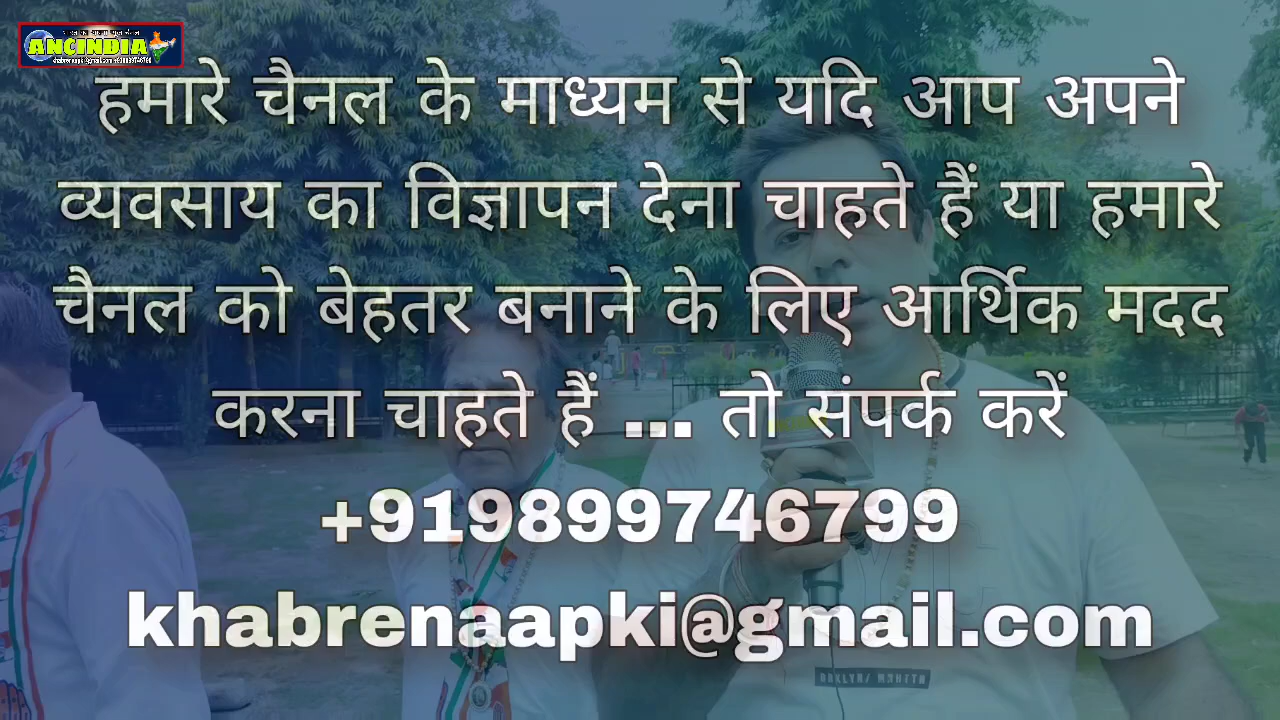 ANCINDIA
हमारे चैनल के माध्यम से यदि आप अपने
व्यवसाय का विज्ञापन देना चाहते हैं या हमारे
चैनल को बेहतर बनाने के लिए आर्थिक मदद
करना चाहते हैं ... तो संपर्क करें
+919899746799
khabrenaapki@gmail.com